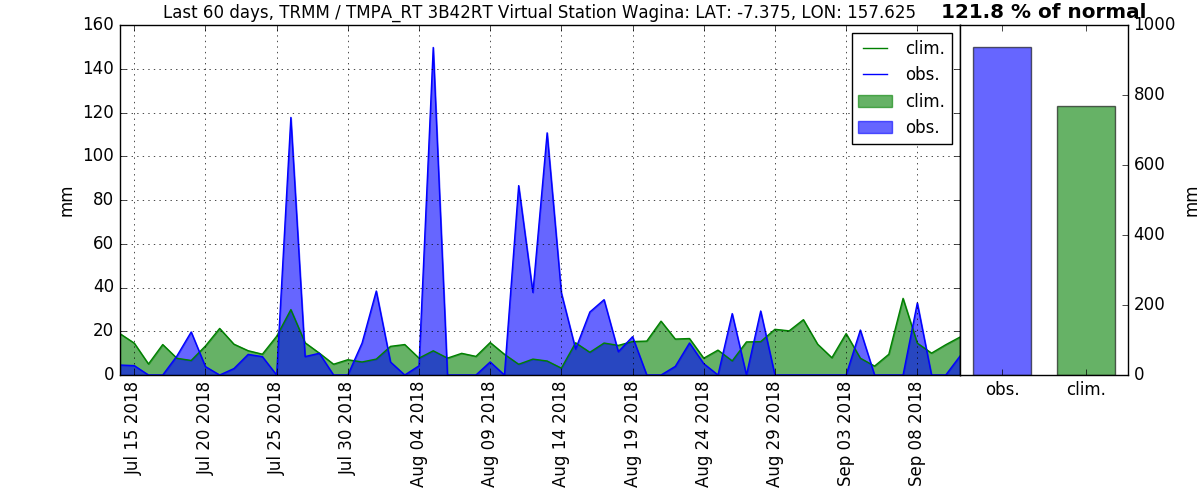 Last 60 days, TRMM / TMPA_RT 3B42RT Virtual Station Wagina: LAT: -7.375, LON: 157.625
121.8 % of normal
160
140
120
100
80
60
40
20
0
mm
clim.
obs.
clim.
obs.
1000
800
600
400
200
0
mm
Jul 15 2018
Jul 20 2018
Jul 25 2018
Jul 30 2018
Aug 04 2018
Aug 09 2018
Aug 14 2018
Aug 19 2018
Aug 24 2018
Aug 29 2018
Sep 03 2018
Sep 08 2018
obs.
clim.